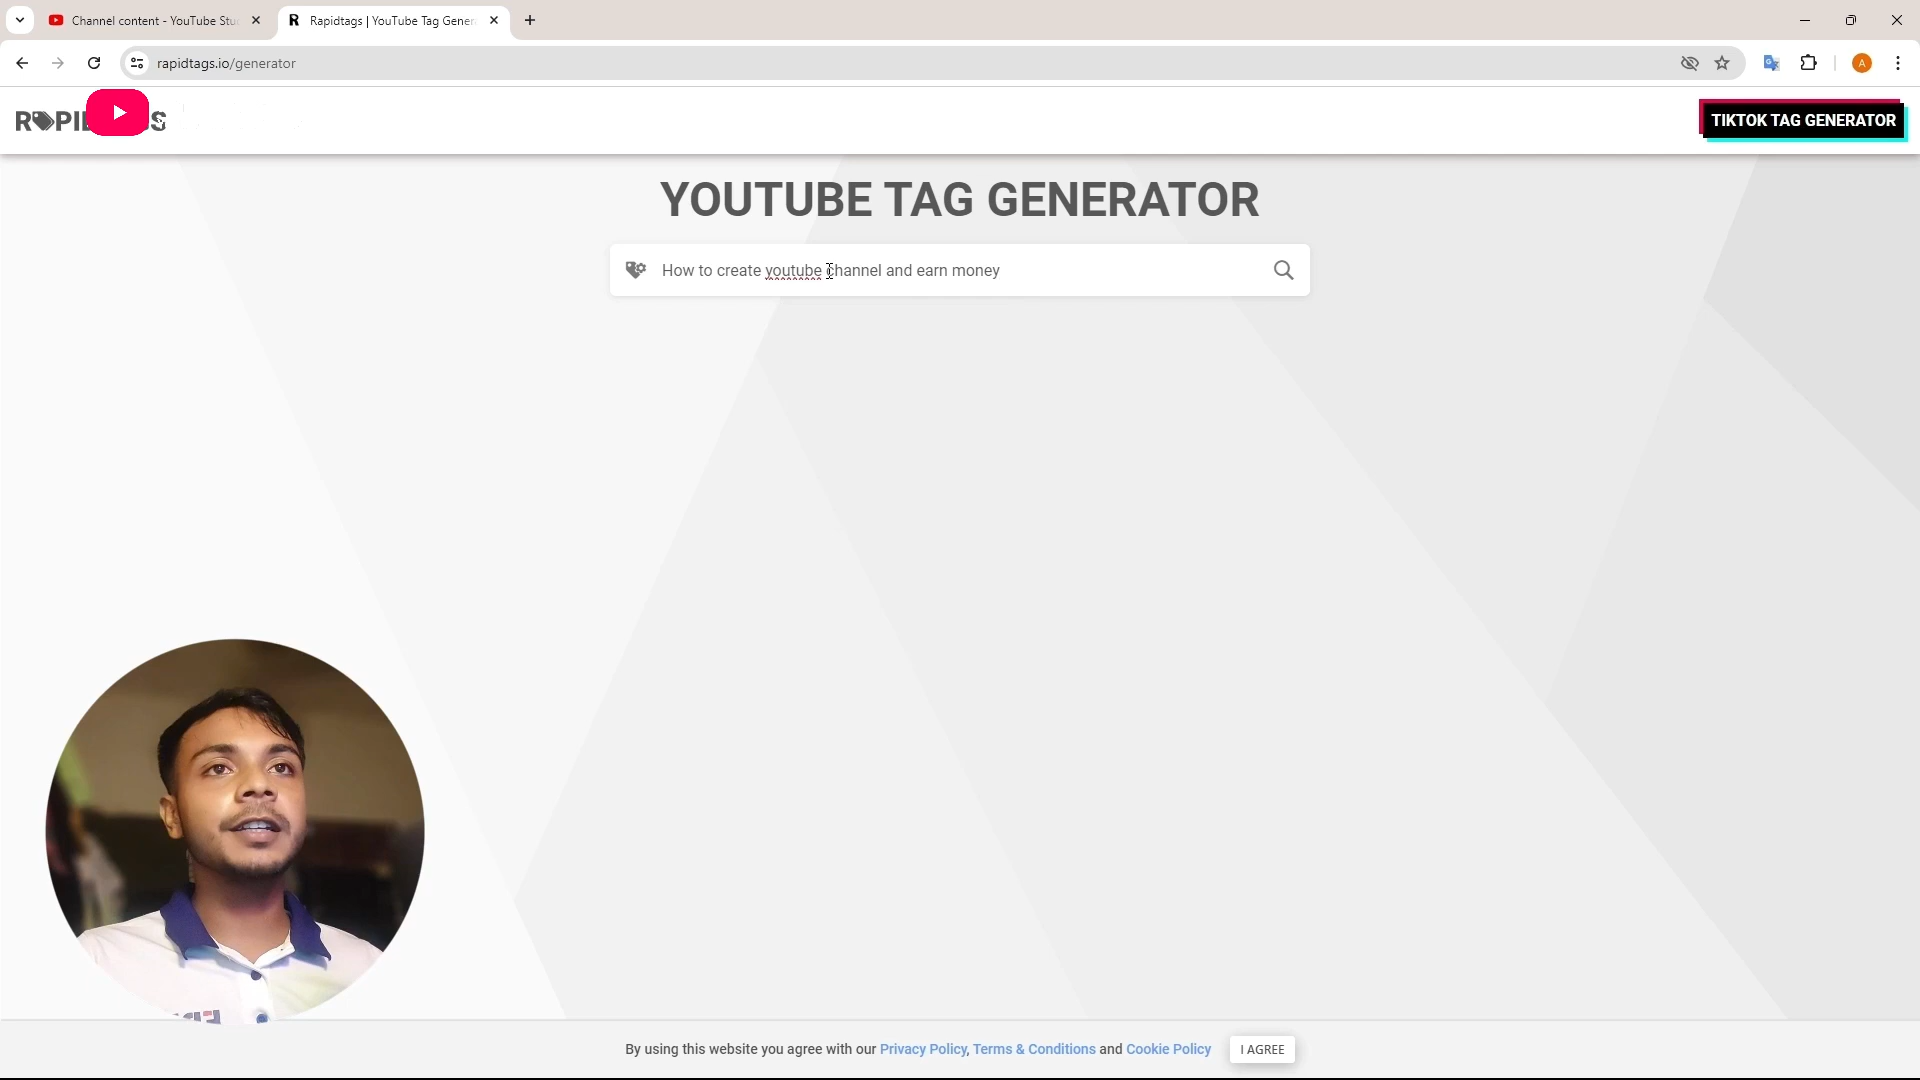 Channel content - YouTube Stu
Rapidtags | YouTube Tag Gener
rapidtags.io/generator
A
TIKTOK TAG GENERATOR
YOUTUBE TAG GENERATOR
How to create youtube channel and earn money
By using this website you agree with our Privacy Policy, Terms & Conditions and Cookie Policy
I AGREE